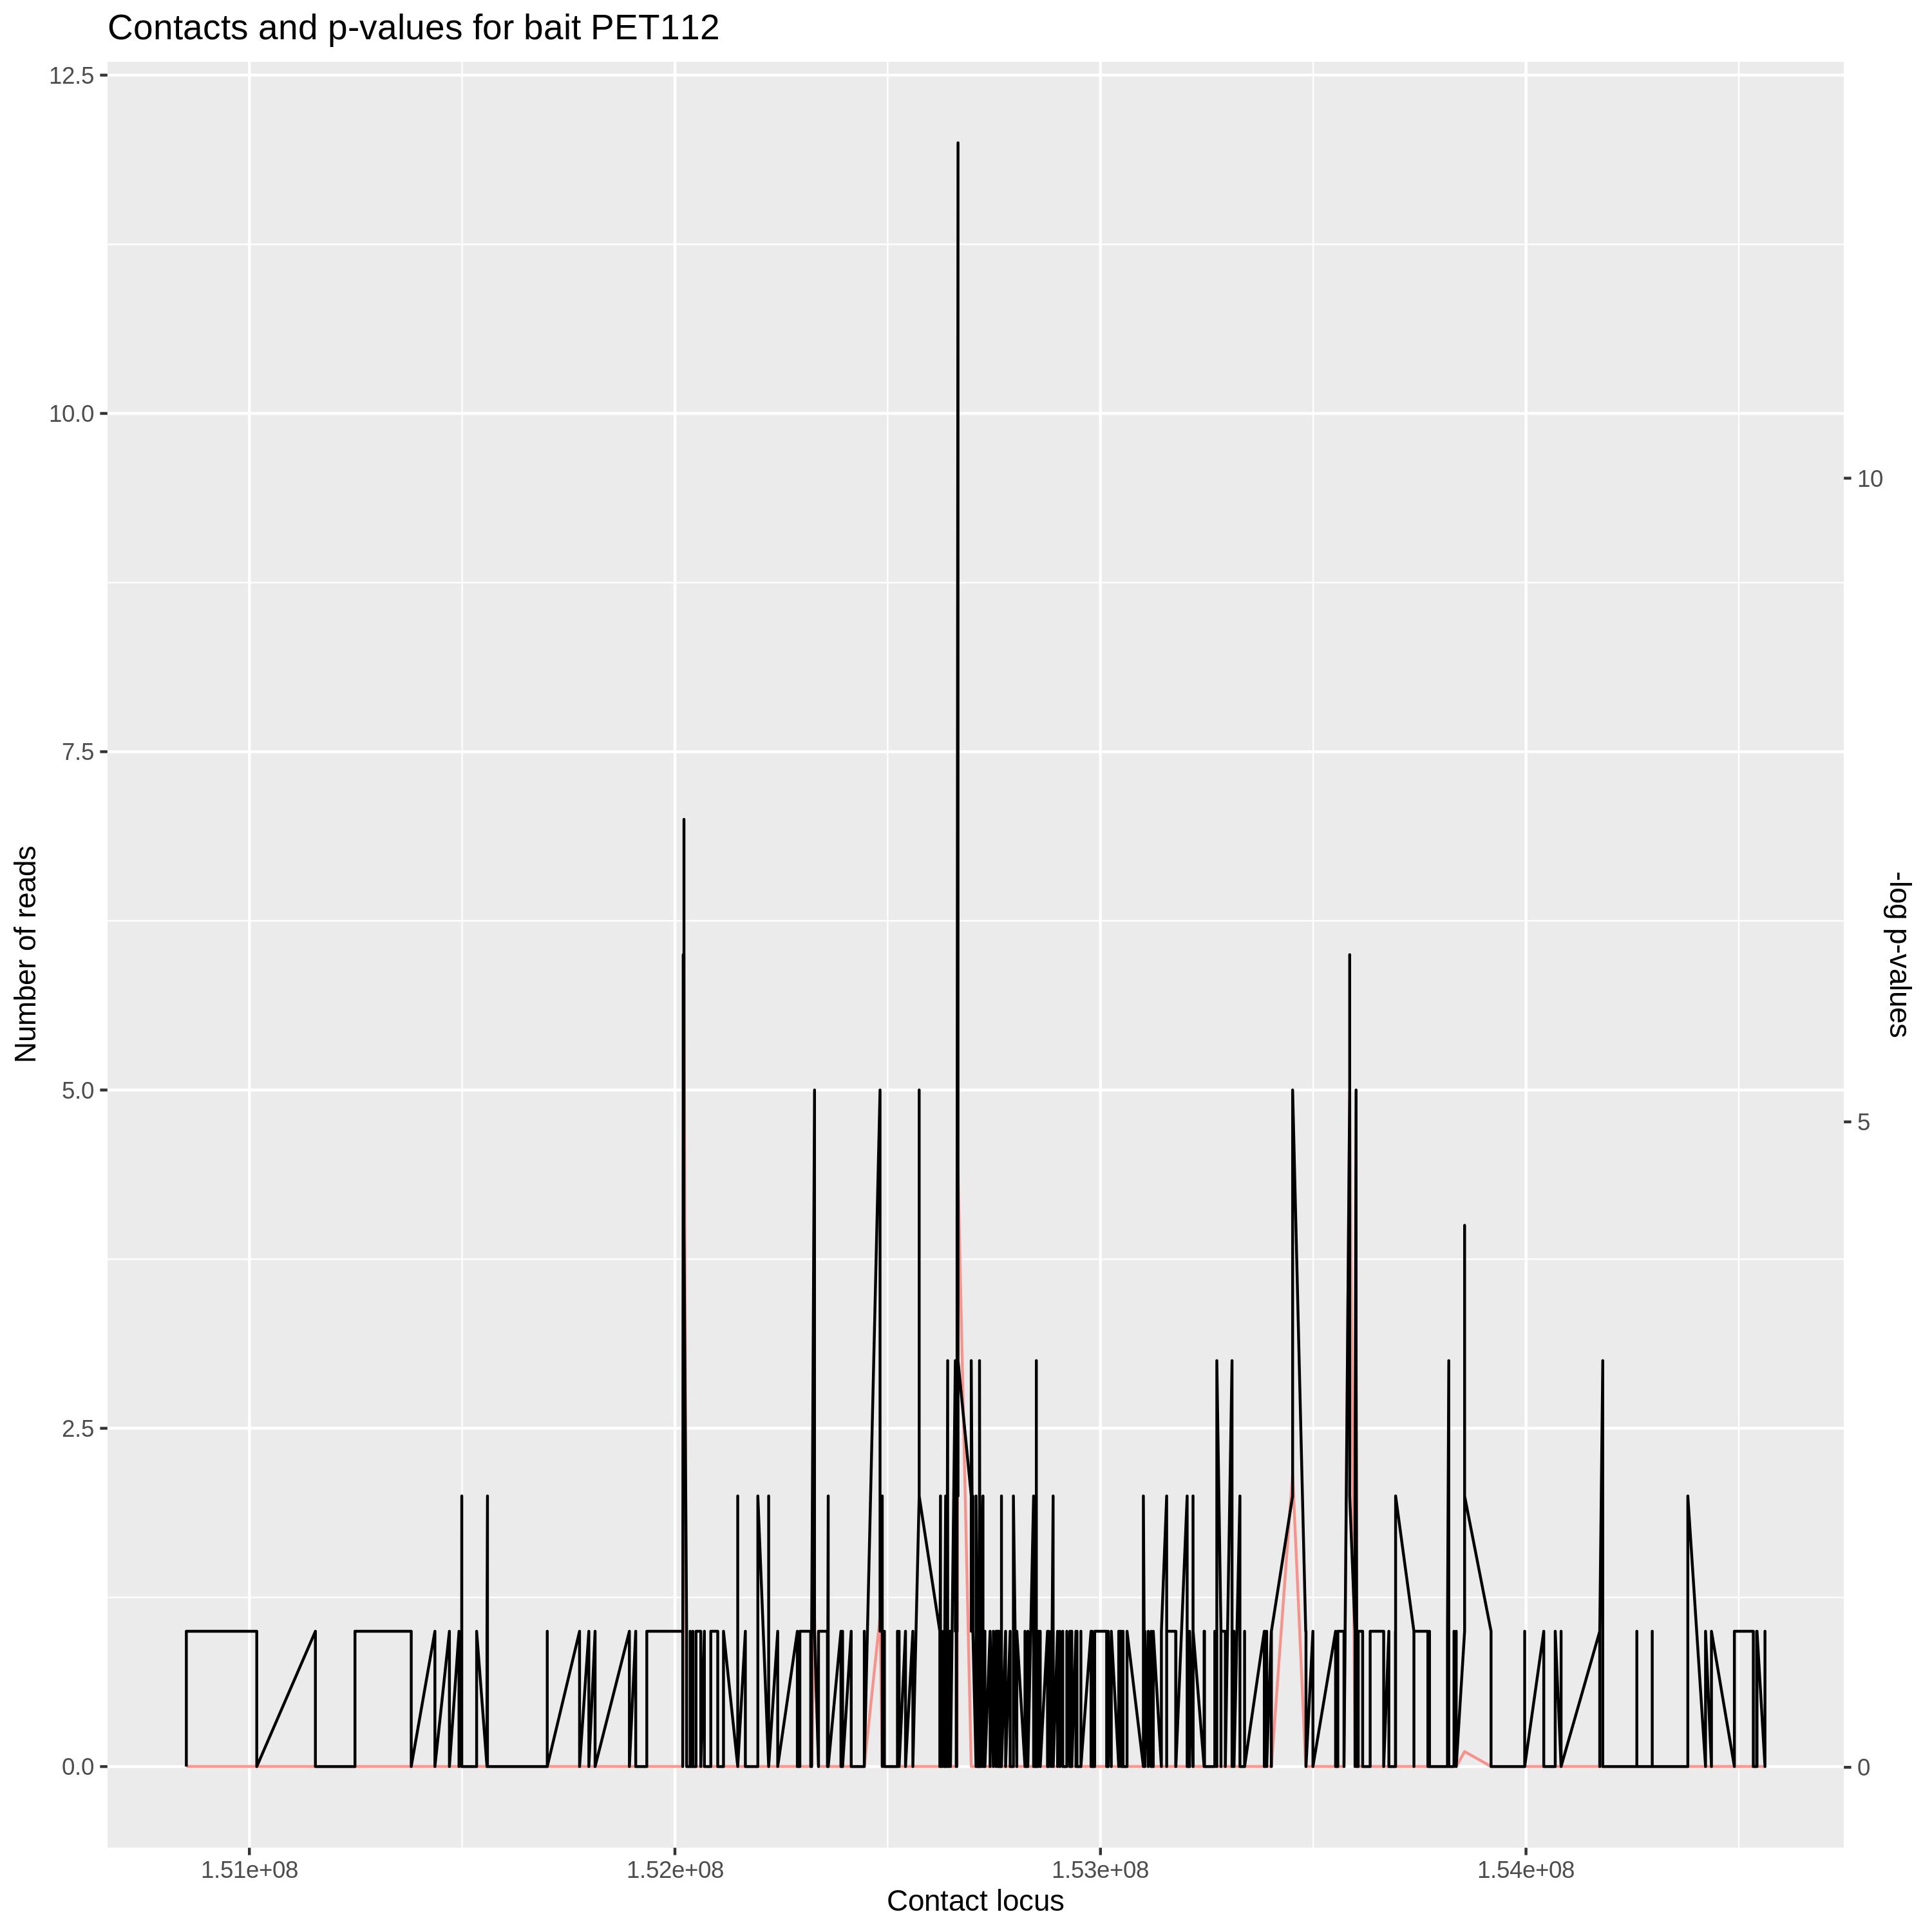 Contacts and p-values for bait PET112
12.5
10.0
7.5
5.0
2.5
0.0
Number of reads
10
5
0
-log p-values
1.51e+08
1.52e+08
1.53e+08
1.54e+08
Contact locus